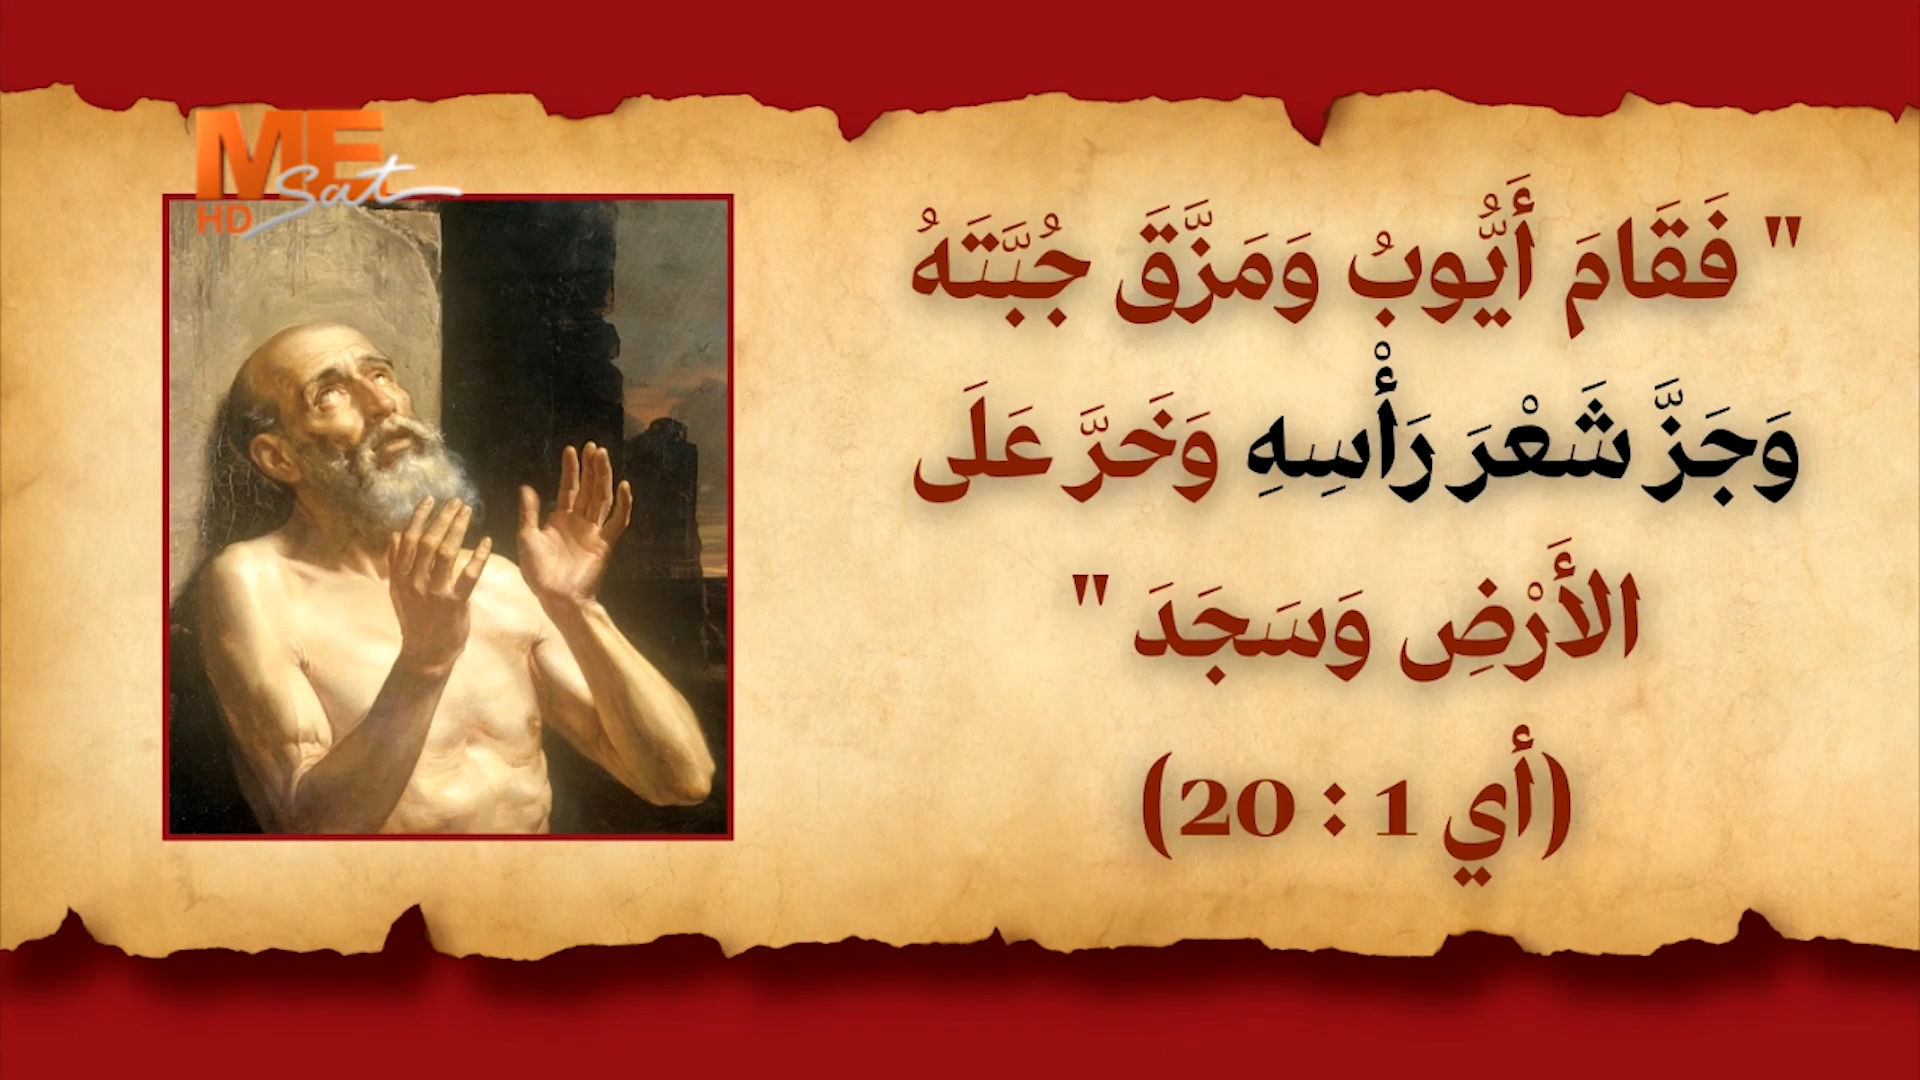 ME
Sat
HD
" فَقَامَ أَيُّوبُ وَمَزَّقَ جُبَّتَهُ
وَجَزَّ شَعْرَ رَأْسِهِ وَخَرَّ عَلَى
الأَرْضِ وَسَجَدَ "
(أي 1 : 20)